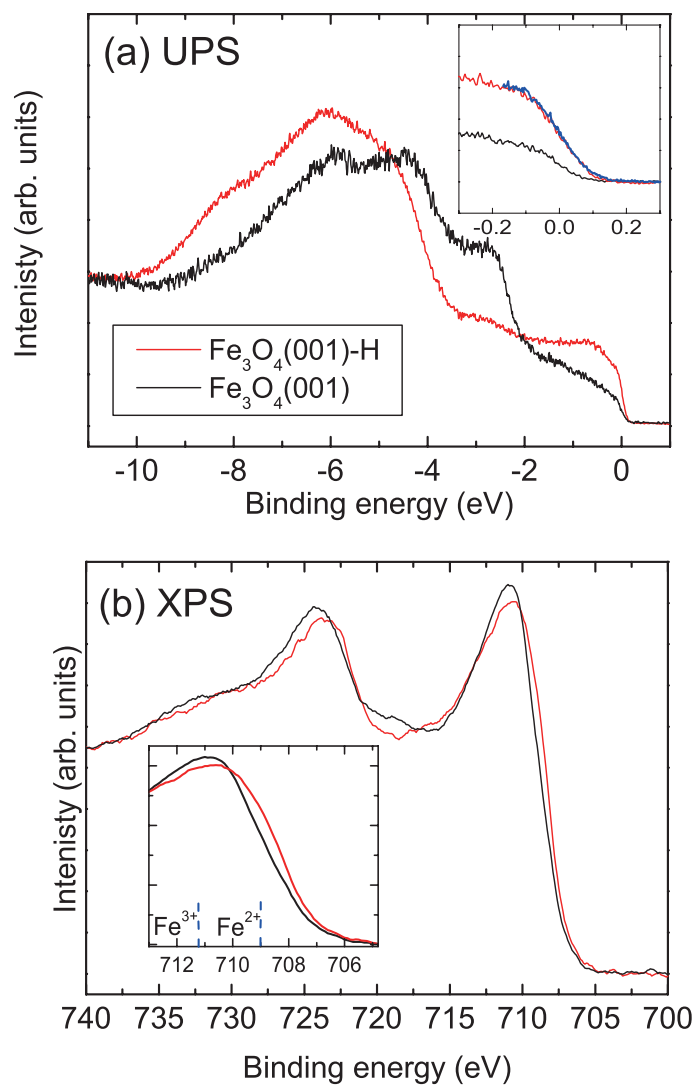 (a) UPS
-0.2 0.0 0.2
Intenisty (arb. units)
Fe3O4(001)-H
Fe3O4(001)
-10 -8 -6 -4 -2 0
Binding energy (eV)
(b) XPS
Intenisty (arb. units)
Fe3+ Fe2+
712 710 708 706
740 735 730 725 720 715 710 705 700
Binding energy (eV)